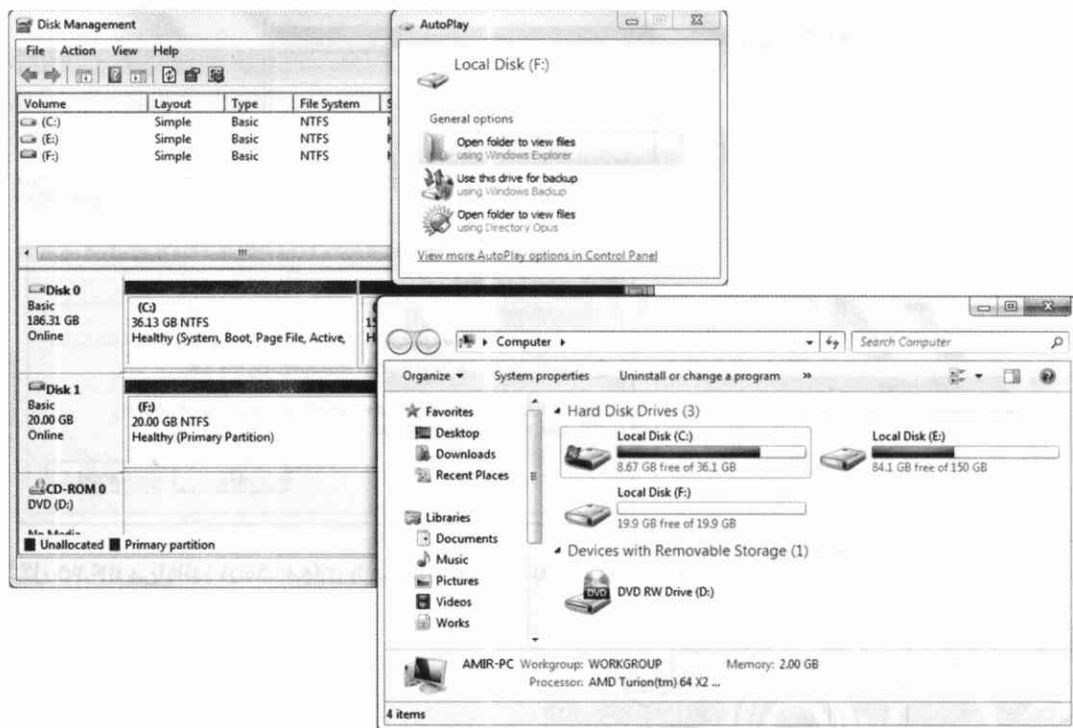 Disk Management
File Action View Help
Volume Layout Type File System
(C:) Simple Basic NTFS
(E:) Simple Basic NTFS
(F:) Simple Basic NTFS
Disk 0
Basic
186.31 GB
Online
(C:)
36.13 GB NTFS
Healthy (System, Boot, Page File, Active,
Disk 1
Basic
20.00 GB
Online
(F:)
20.00 GB NTFS
Healthy (Primary Partition)
CD-ROM 0
DVD (D:)
No Media
Unallocated Primary partition
AutoPlay
Local Disk (F:)
General options
Open folder to view files
using Windows Explorer
Use this drive for backup
using Windows Backup
Open folder to view files
using Directory Opus
View more AutoPlay options in Control Panel
Computer
Search Computer
Organize System properties Uninstall or change a program »
Favorites
Desktop
Downloads
Recent Places
Libraries
Documents
Music
Pictures
Videos
Works
Hard Disk Drives (3)
Local Disk (C:)
8.67 GB free of 36.1 GB
Local Disk (E:)
84.1 GB free of 150 GB
Local Disk (F:)
19.9 GB free of 19.9 GB
Devices with Removable Storage (1)
DVD
DVD RW Drive (D:)
AMIR-PC Workgroup: WORKGROUP Memory: 2.00 GB
Processor: AMD Turion(tm) 64 X2 ...
4 items